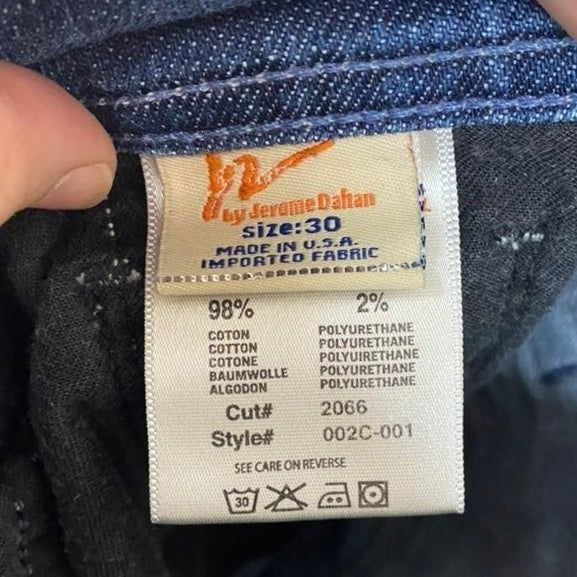 by Jerome Dahan
size:30
MADE IN U.S.A.
IMPORTED FABRIC
98% 2%
COTON POLYURETHANE
COTTON POLYURETHANE
COTONE POLYUIRETHANE
BAUMWOLLE POLYURETHANE
ALGODON POLYURETHANE
Cut# 2066
Style# 002C-001
SEE CARE ON REVERSE
30